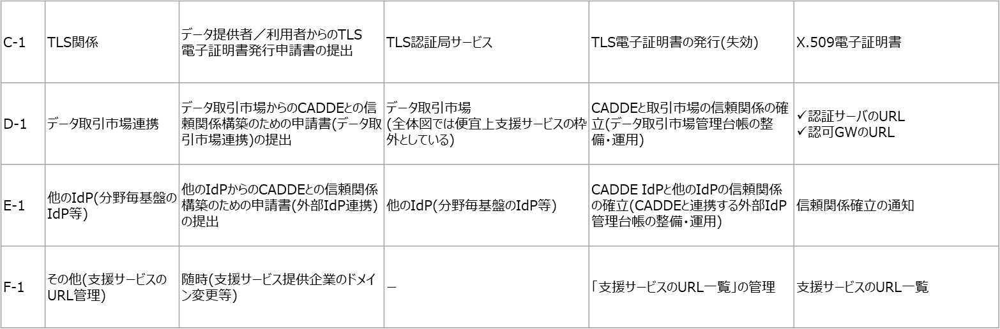 C-1
TLS関係
データ提供者／利用者からのTLS
電子証明書発行申請書の提出
TLS認証局サービス
TLS電子証明書の発行(失効)
X.509電子証明書
D-1
データ取引市場連携
データ取引市場からのCADDEとの信
頼関係構築のための申請書(データ取
引市場連携)の提出
データ取引市場
(全体図では便宜上支援サービスの枠
外としている)
CADDEと取引市場の信頼関係の確
立(データ取引市場管理台帳の整
備・運用)
✓認証サーバのURL
✓認可GWのURL
E-1
他のIdP(分野毎基盤の
IdP等)
他のIdPからのCADDEとの信頼関係
構築のための申請書(外部IdP連携)
の提出
他のIdP(分野毎基盤のIdP等)
CADDE IdPと他のIdPの信頼関係
の確立(CADDEと連携する外部IdP
管理台帳の整備・運用)
信頼関係確立の通知
F-1
その他(支援サービスの
URL管理)
随時(支援サービス提供企業のドメイ
ン変更等)
－
「支援サービスのURL一覧」の管理
支援サービスのURL一覧